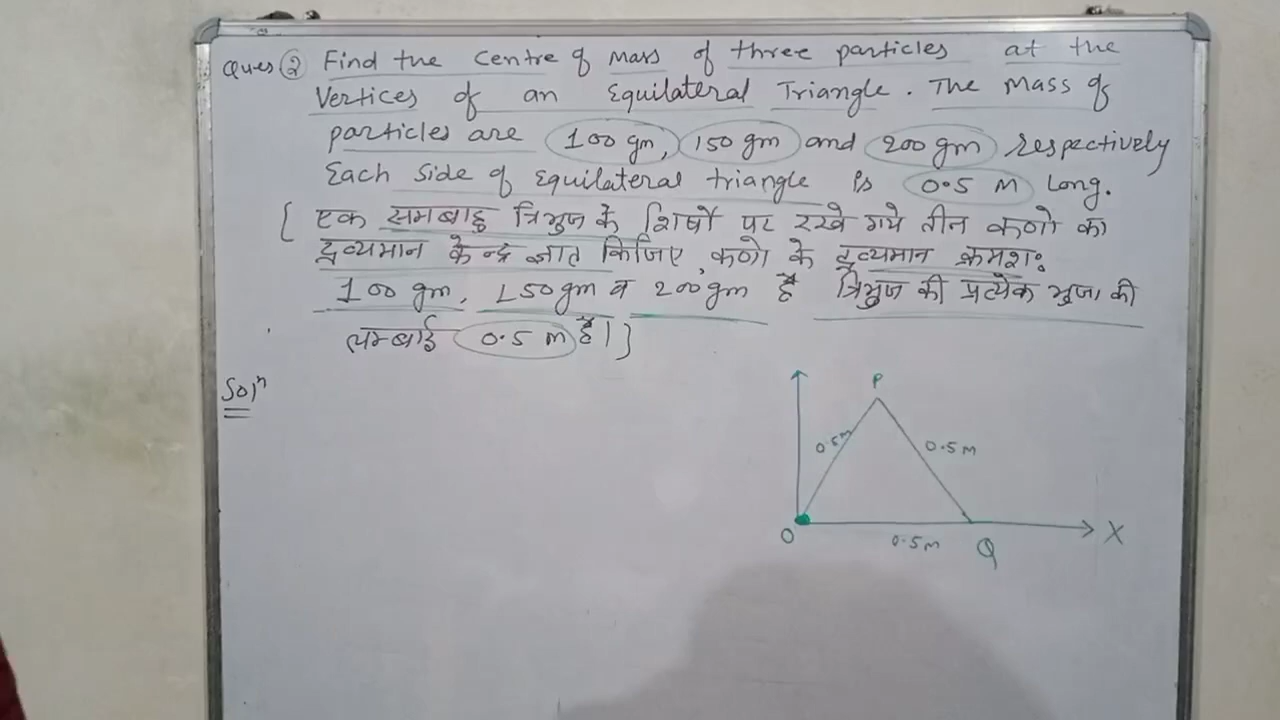 Ques ② Find the Centre of Mass of three particles at the
Vertices of an Equilateral Triangle. The Mass of
particles are 100 gm, 150 gm and 200 gm respectively
Each side of Equilateral triangle is 0.5 M Long.
{ एक समबाहु त्रिभुज के शिर्षो पर रखे गये तीन कणो का
द्रव्यमान केन्द्र ज्ञात किजिए, कणो के द्रव्यमान क्रमशः
100 gm, 150 gm व 200 gm है त्रिभुज की प्रत्येक भुजा की
लम्बाई 0.5 m है। }
Solⁿ
P
0.5M
0.5 M
O
0.5M
Q
X